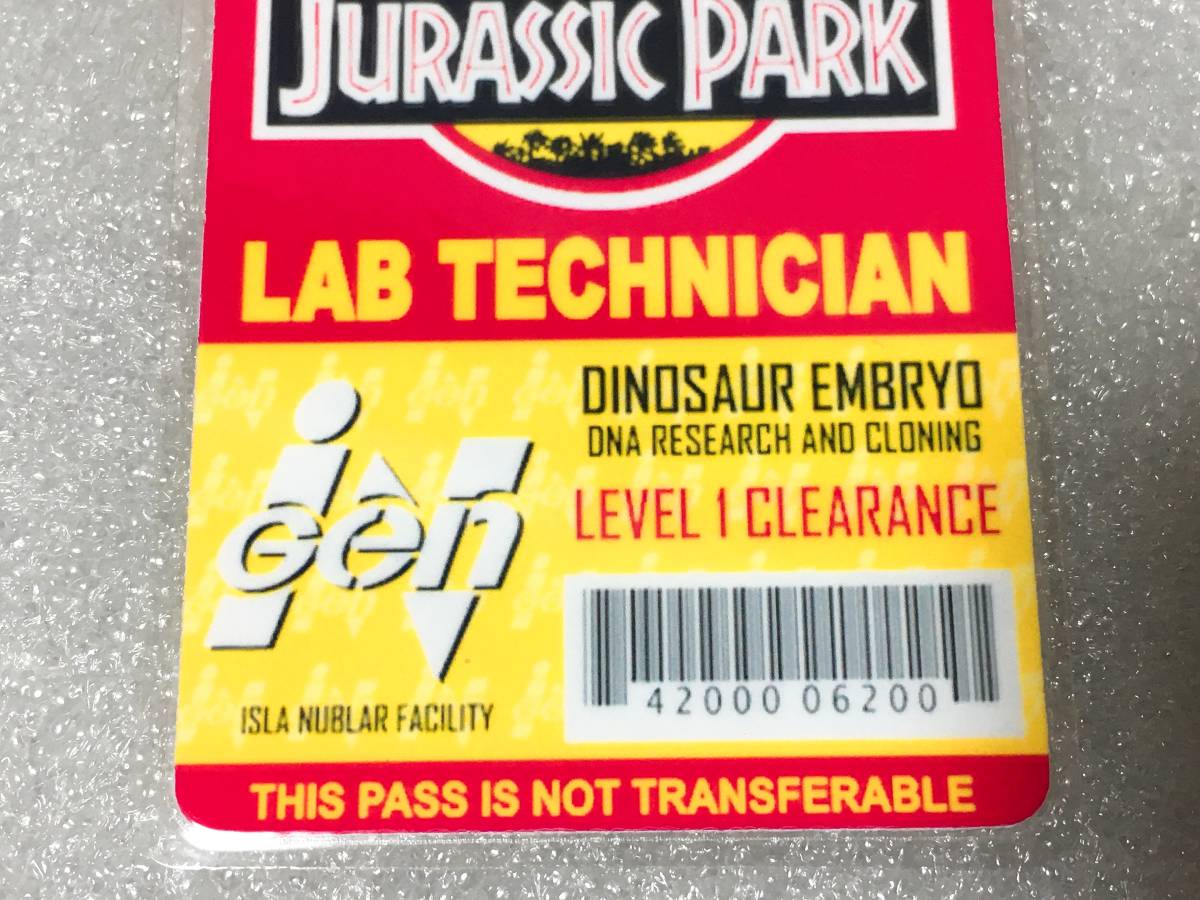 JURASSIC PARK
LAB TECHNICIAN
DINOSAUR EMBRYO
DNA RESEARCH AND CLONING
LEVEL 1 CLEARANCE
inGen
42000 06200
ISLA NUBLAR FACILITY
THIS PASS IS NOT TRANSFERABLE